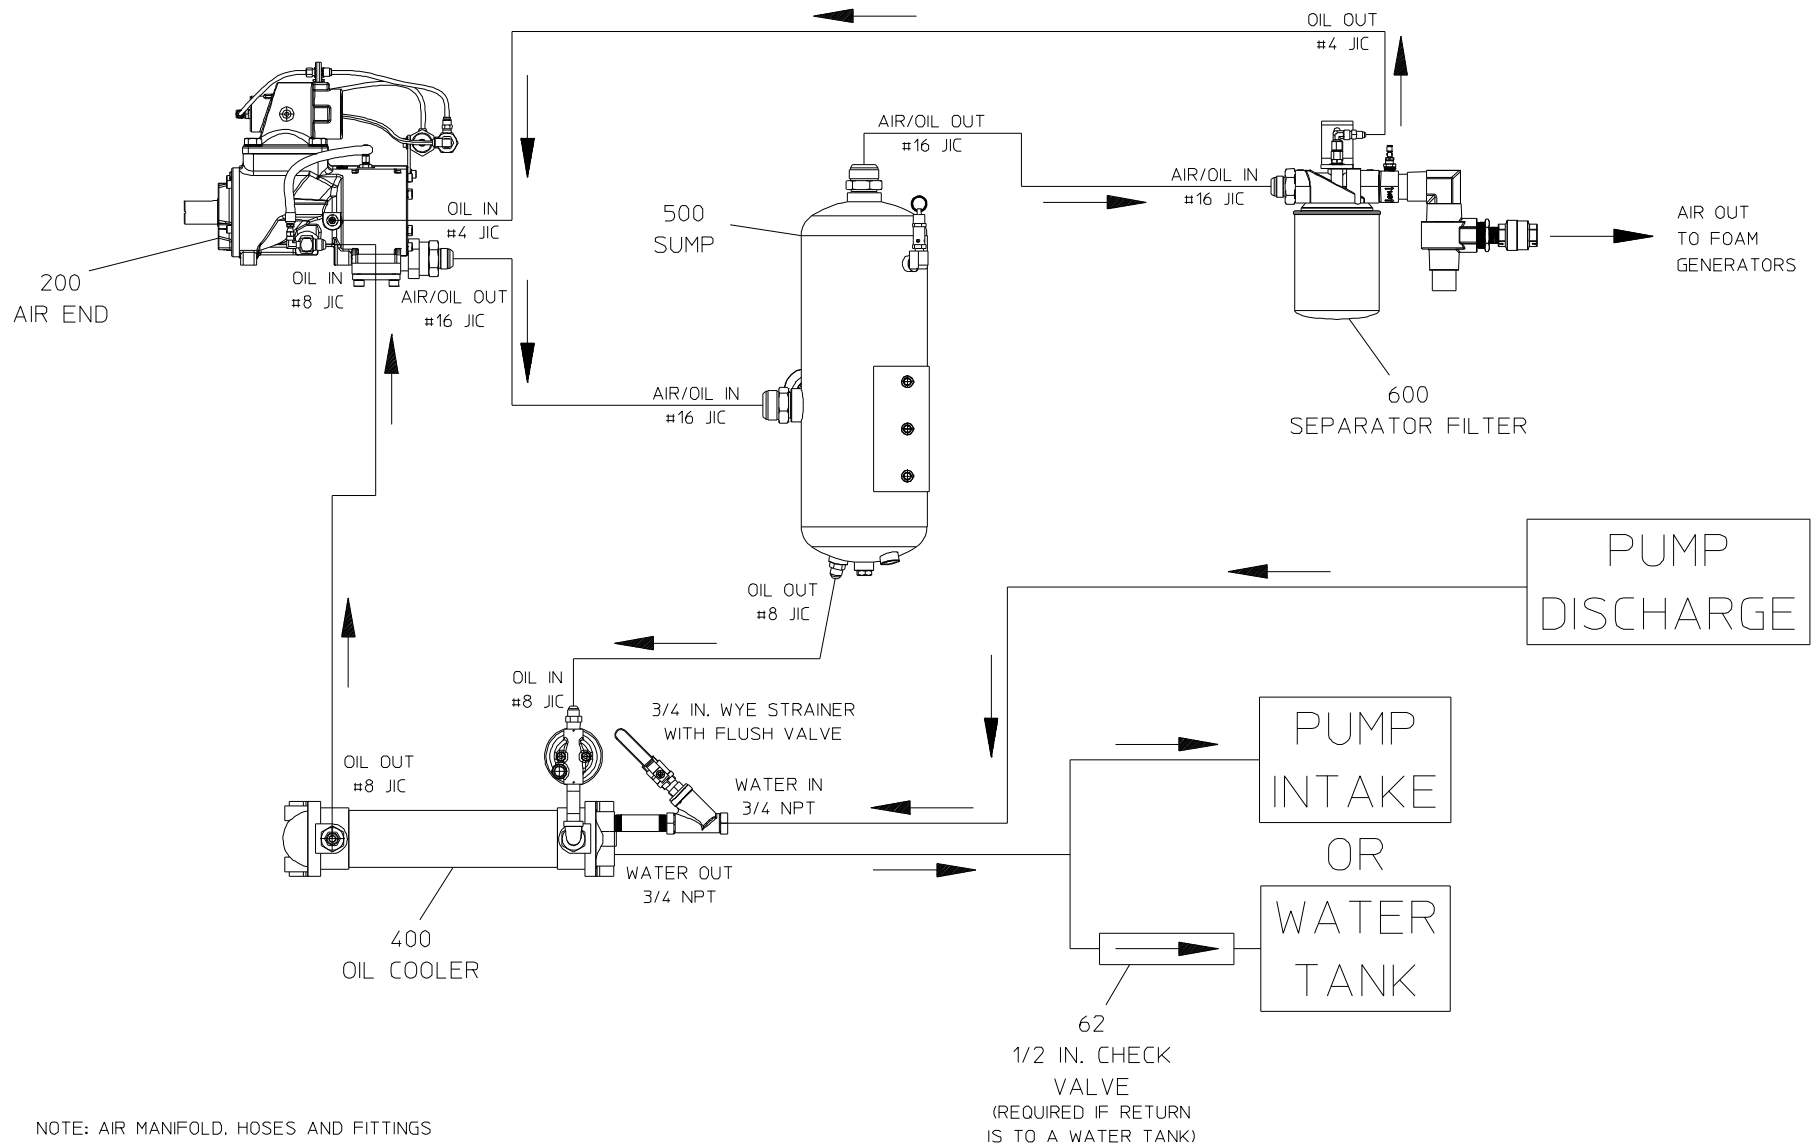 OIL OUT
#4 JIC
AIR/OIL OUT
#16 JIC
AIR/OIL IN
#16 JIC
OIL IN
#4 JIC
500
SUMP
AIR OUT
TO FOAM
GENERATORS
200
AIR END
OIL IN
#8 JIC
AIR/OIL OUT
#16 JIC
AIR/OIL IN
#16 JIC
600
SEPARATOR FILTER
PUMP
DISCHARGE
OIL OUT
#8 JIC
OIL IN
#8 JIC
3/4 IN. WYE STRAINER
WITH FLUSH VALVE
PUMP
INTAKE
OIL OUT
#8 JIC
WATER IN
3/4 NPT
OR
WATER OUT
3/4 NPT
WATER
TANK
400
OIL COOLER
62
1/2 IN. CHECK
VALVE
(REQUIRED IF RETURN
IS TO A WATER TANK)
NOTE: AIR MANIFOLD, HOSES AND FITTINGS